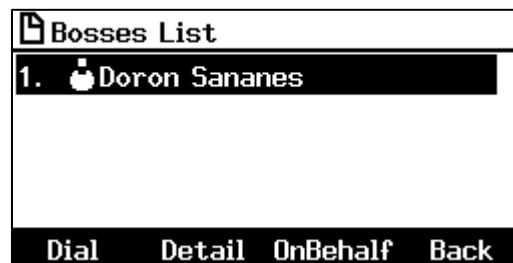 Bosses List
1. Doron Sananes
Dial Detail OnBehalf Back